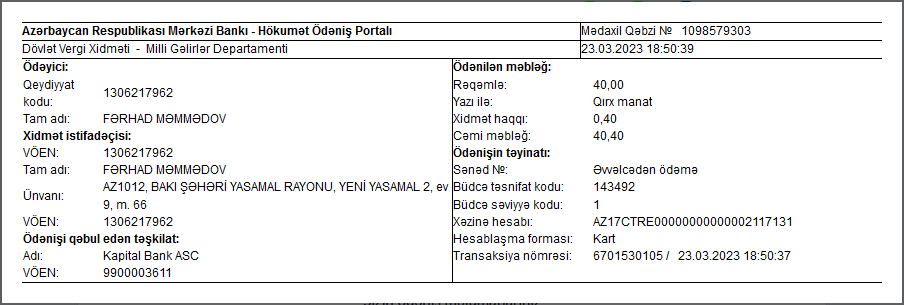 Azərbaycan Respublikası Mərkəzi Bankı - Hökumət Ödəniş Portalı
Mədaxil Qəbzi № 1098579303
Dövlət Vergi Xidməti - Milli Gəlirlər Departamenti
23.03.2023 18:50:39
Ödəyici:
Qeydiyyat
kodu:
1306217962
Tam adı: FƏRHAD MƏMMƏDOV
Xidmət istifadəçisi:
VÖEN: 1306217962
Tam adı: FƏRHAD MƏMMƏDOV
Ünvanı:
AZ1012, BAKI ŞƏHƏRİ YASAMAL RAYONU, YENİ YASAMAL 2, ev
9, m. 66
VÖEN: 1306217962
Ödənişi qəbul edən təşkilat:
Adı: Kapital Bank ASC
VÖEN: 9900003611
Ödənilən məbləğ:
Rəqəmlə: 40,00
Yazı ilə: Qırx manat
Xidmət haqqı: 0,40
Cəmi məbləğ: 40,40
Ödənişin təyinatı:
Sənəd №: Əvvəlcədən ödəmə
Büdcə təsnifat kodu: 143492
Büdcə səviyyə kodu: 1
Xəzinə hesabı: AZ17CTRE00000000000002117131
Hesablaşma forması: Kart
Transaksiya nömrəsi: 6701530105 / 23.03.2023 18:50:37